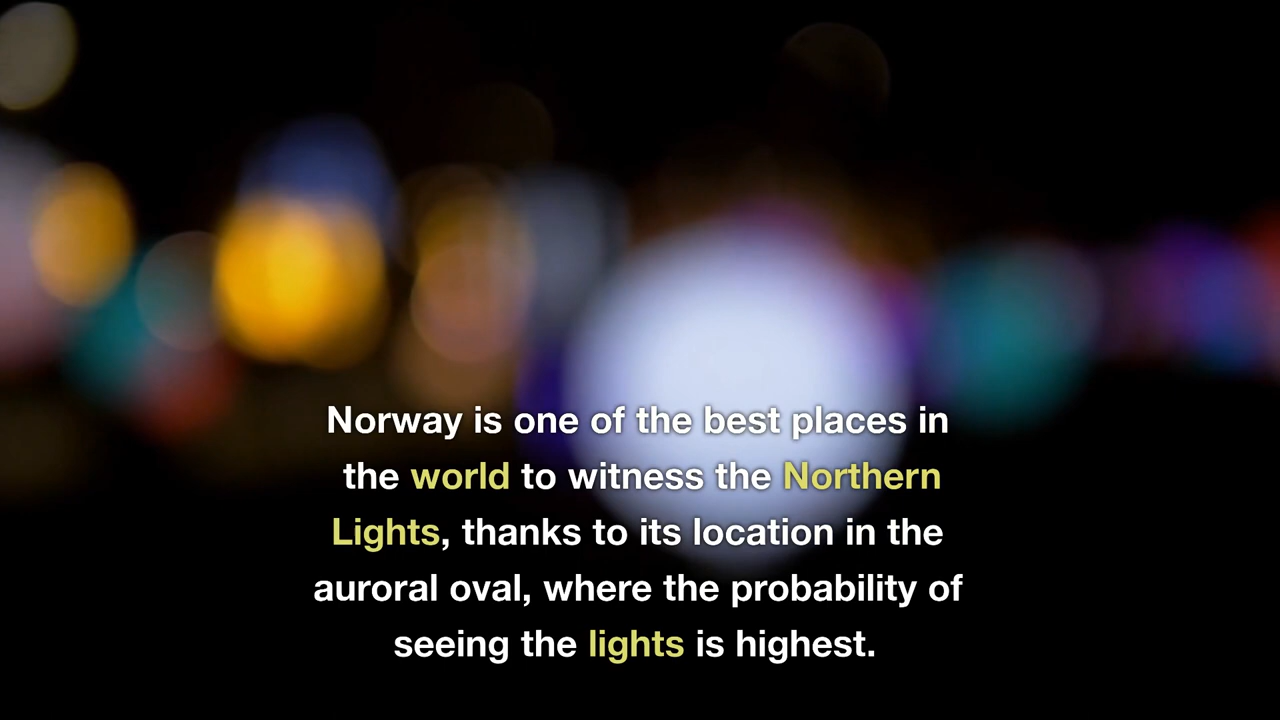 Norway is one of the best places in
the world to witness the Northern
Lights, thanks to its location in the
auroral oval, where the probability of
seeing the lights is highest.